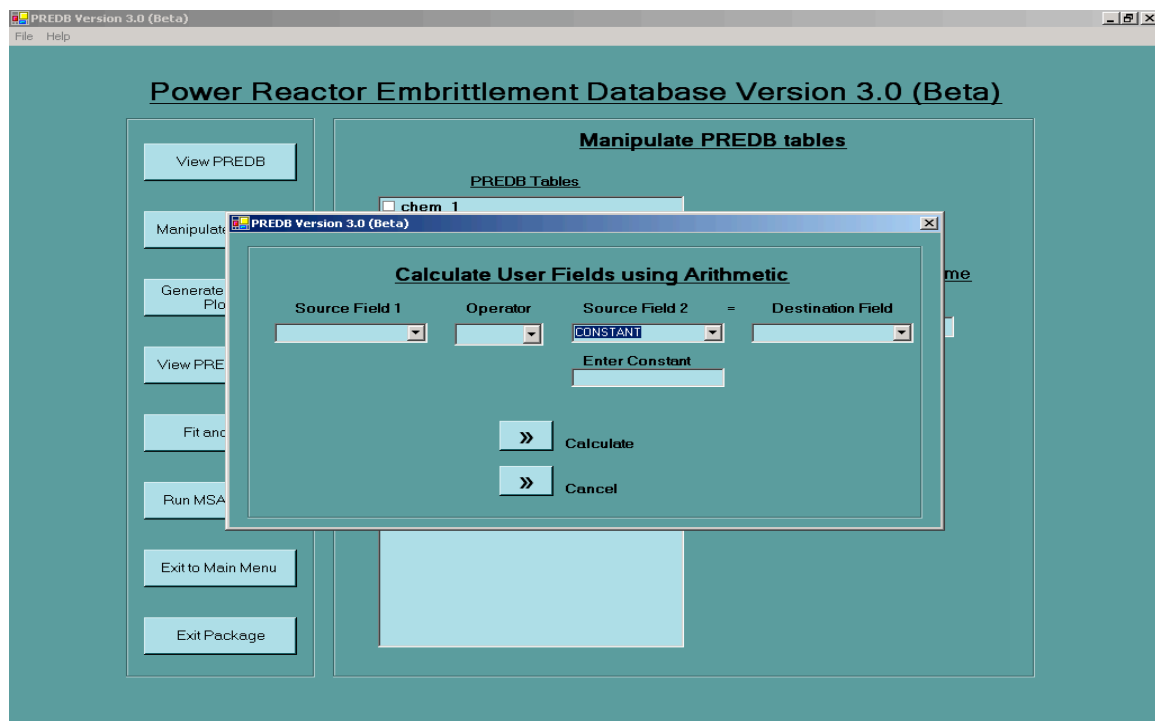 PREDB Version 3.0 (Beta)
File Help
Power Reactor Embrittlement Database Version 3.0 (Beta)
Manipulate PREDB tables
View PREDB
PREDB Tables
chem_1
Manipulate
PREDB Version 3.0 (Beta)
Calculate User Fields using Arithmetic
me
Generate
Plo
Source Field 1 Operator Source Field 2 = Destination Field
CONSTANT
View PRE
Enter Constant
Fit and
» Calculate
Run MSA
» Cancel
Exit to Main Menu
Exit Package